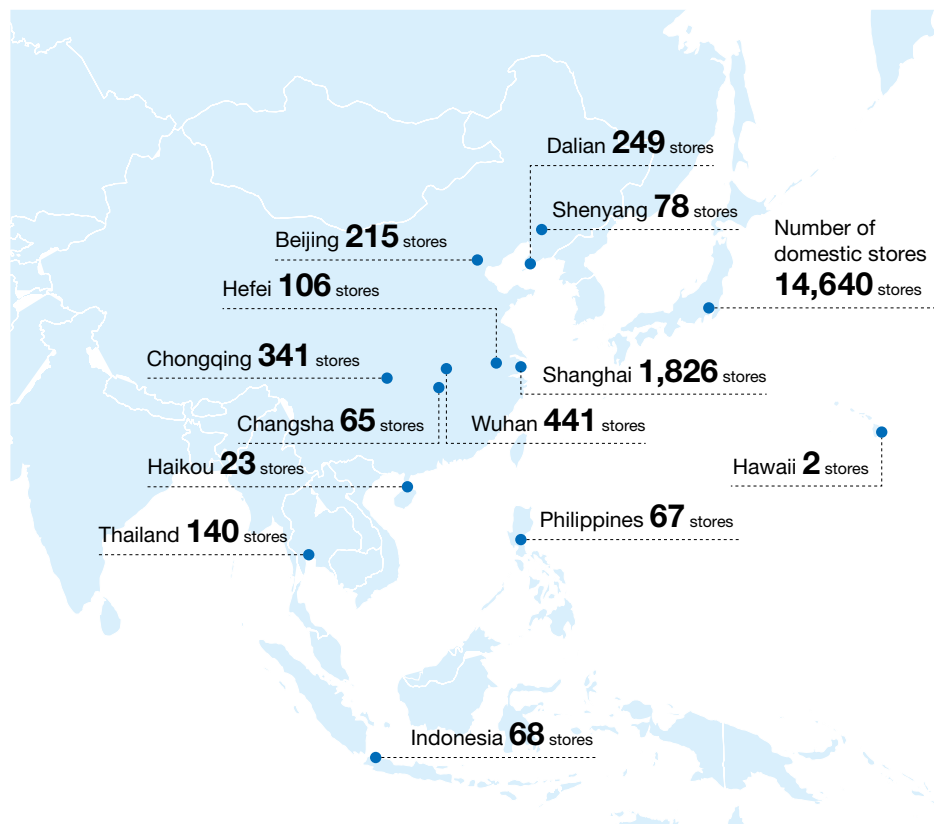 Dalian 249 stores
Shenyang 78 stores
Number of
domestic stores
14,640 stores
Beijing 215 stores
Hefei 106 stores
Chongqing 341 stores
Shanghai 1,826 stores
Changsha 65 stores
Wuhan 441 stores
Haikou 23 stores
Hawaii 2 stores
Thailand 140 stores
Philippines 67 stores
Indonesia 68 stores